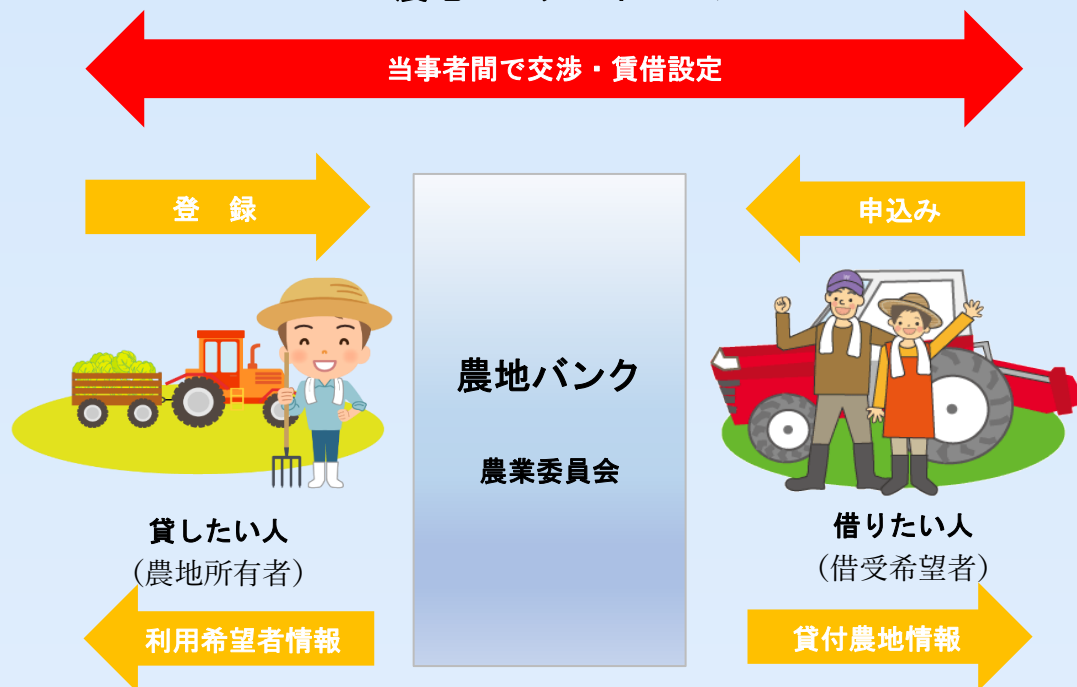 当事者間で交渉・賃借設定
登　録
申込み
農地バンク
農業委員会
貸したい人
（農地所有者）
借りたい人
（借受希望者）
利用希望者情報
貸付農地情報